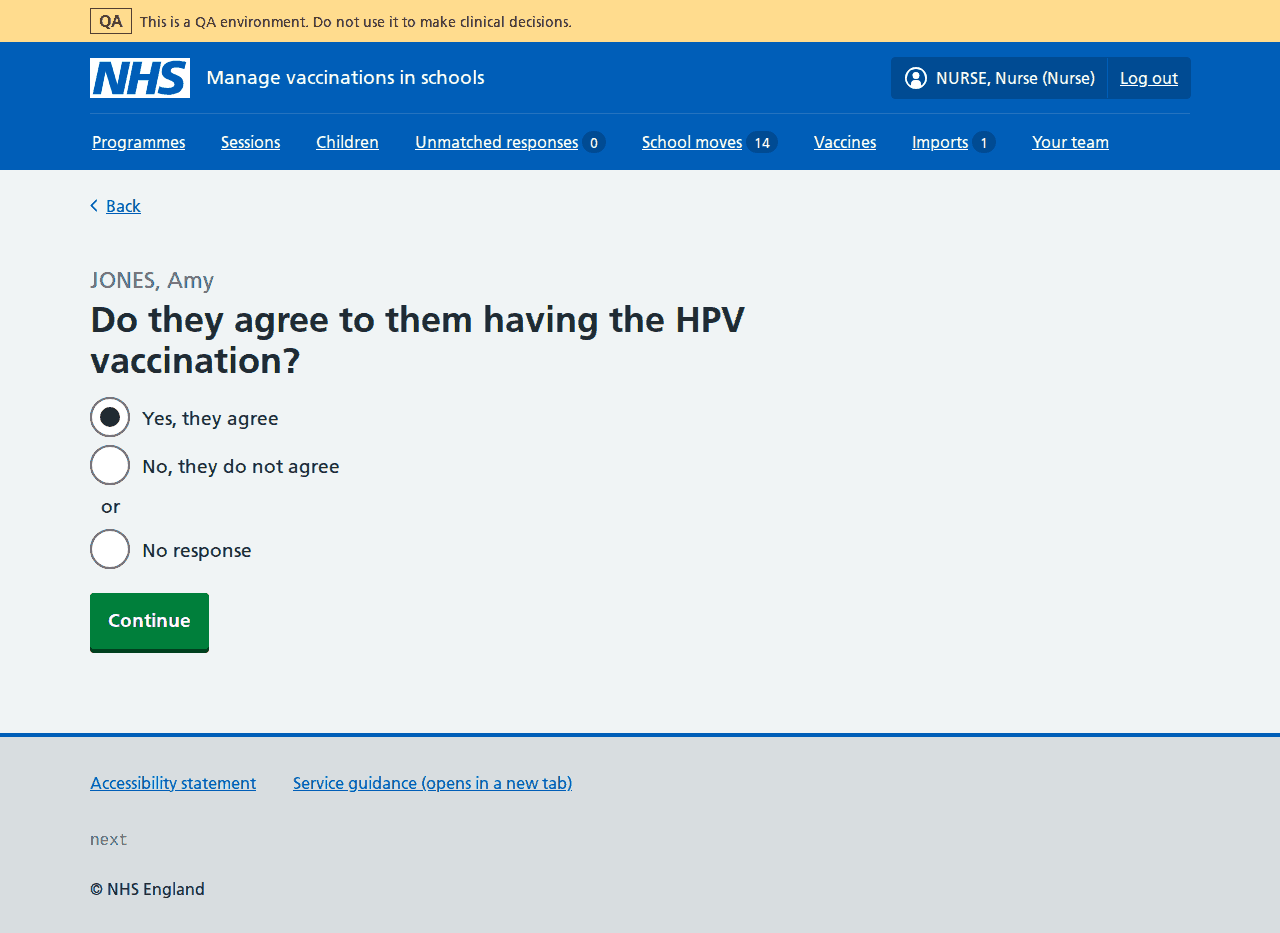 QA This is a QA environment. Do not use it to make clinical decisions.
NHS Manage vaccinations in schools NURSE, Nurse (Nurse) Log out
Programmes Sessions Children Unmatched responses 0 School moves 14 Vaccines Imports 1 Your team
Back
JONES, Amy
Do they agree to them having the HPV
vaccination?
Yes, they agree
No, they do not agree
or
No response
Continue
Accessibility statement Service guidance (opens in a new tab)
next
© NHS England